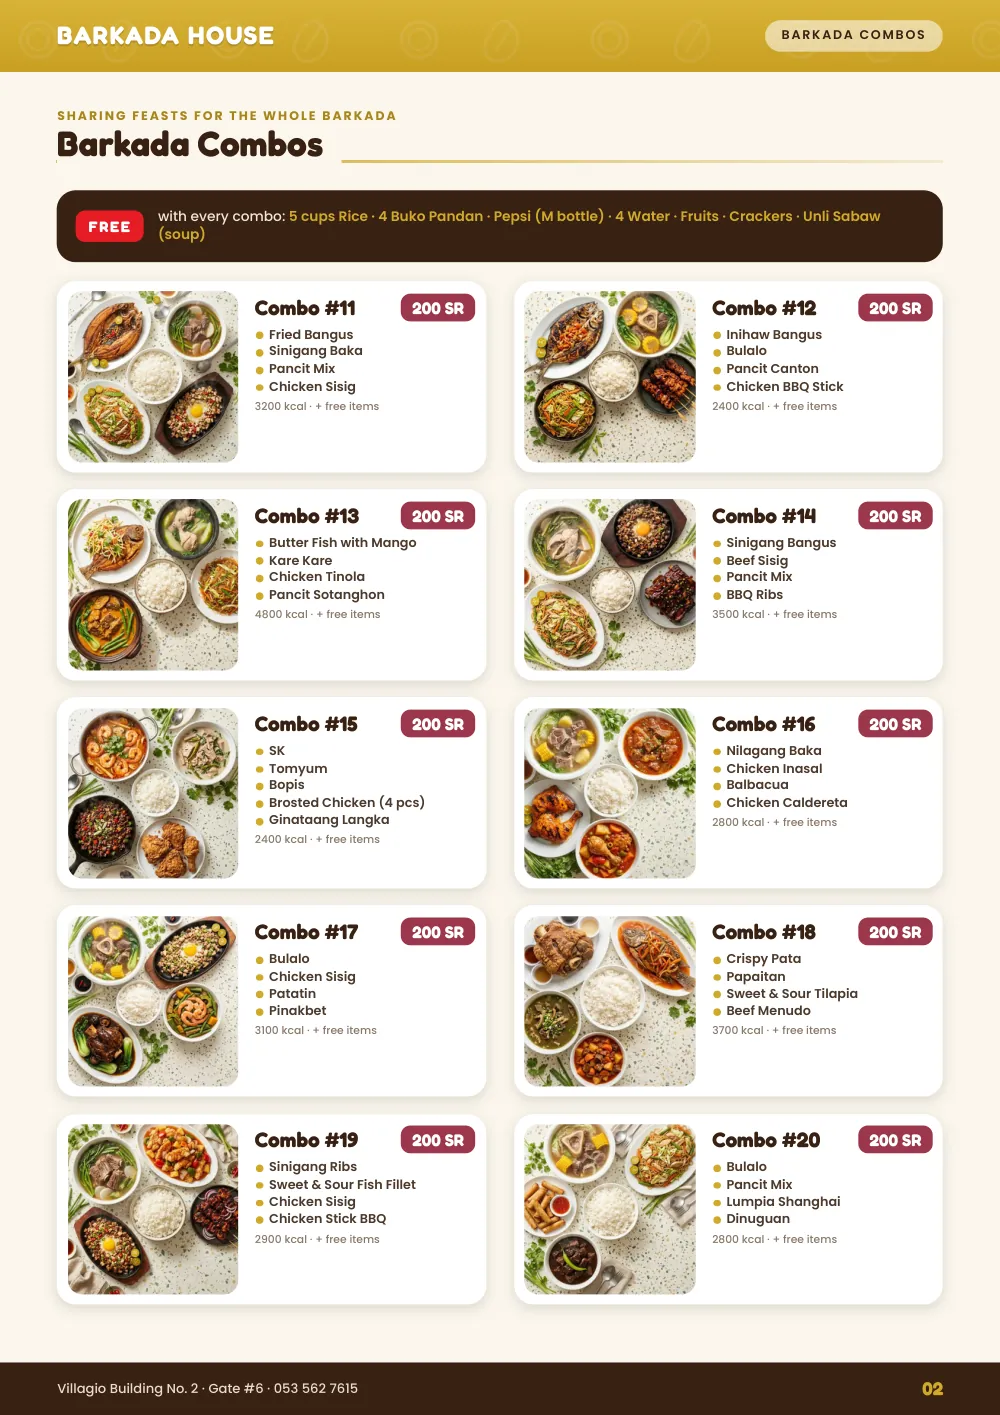 BARKADA HOUSE
BARKADA COMBOS
SHARING FEASTS FOR THE WHOLE BARKADA
Barkada Combos
FREE
with every combo: 5 cups Rice · 4 Buko Pandan · Pepsi (M bottle) · 4 Water · Fruits · Crackers · Unli Sabaw
(soup)
Combo #11
200 SR
Fried Bangus
Sinigang Baka
Pancit Mix
Chicken Sisig
3200 kcal · + free items
Combo #12
200 SR
Inihaw Bangus
Bulalo
Pancit Canton
Chicken BBQ Stick
2400 kcal · + free items
Combo #13
200 SR
Butter Fish with Mango
Kare Kare
Chicken Tinola
Pancit Sotanghon
4800 kcal · + free items
Combo #14
200 SR
Sinigang Bangus
Beef Sisig
Pancit Mix
BBQ Ribs
3500 kcal · + free items
Combo #15
200 SR
SK
Tomyum
Bopis
Brosted Chicken (4 pcs)
Ginataang Langka
2400 kcal · + free items
Combo #16
200 SR
Nilagang Baka
Chicken Inasal
Balbacua
Chicken Caldereta
2800 kcal · + free items
Combo #17
200 SR
Bulalo
Chicken Sisig
Patatin
Pinakbet
3100 kcal · + free items
Combo #18
200 SR
Crispy Pata
Papaitan
Sweet & Sour Tilapia
Beef Menudo
3700 kcal · + free items
Combo #19
200 SR
Sinigang Ribs
Sweet & Sour Fish Fillet
Chicken Sisig
Chicken Stick BBQ
2900 kcal · + free items
Combo #20
200 SR
Bulalo
Pancit Mix
Lumpia Shanghai
Dinuguan
2800 kcal · + free items
Villagio Building No. 2 · Gate #6 · 053 562 7615
02